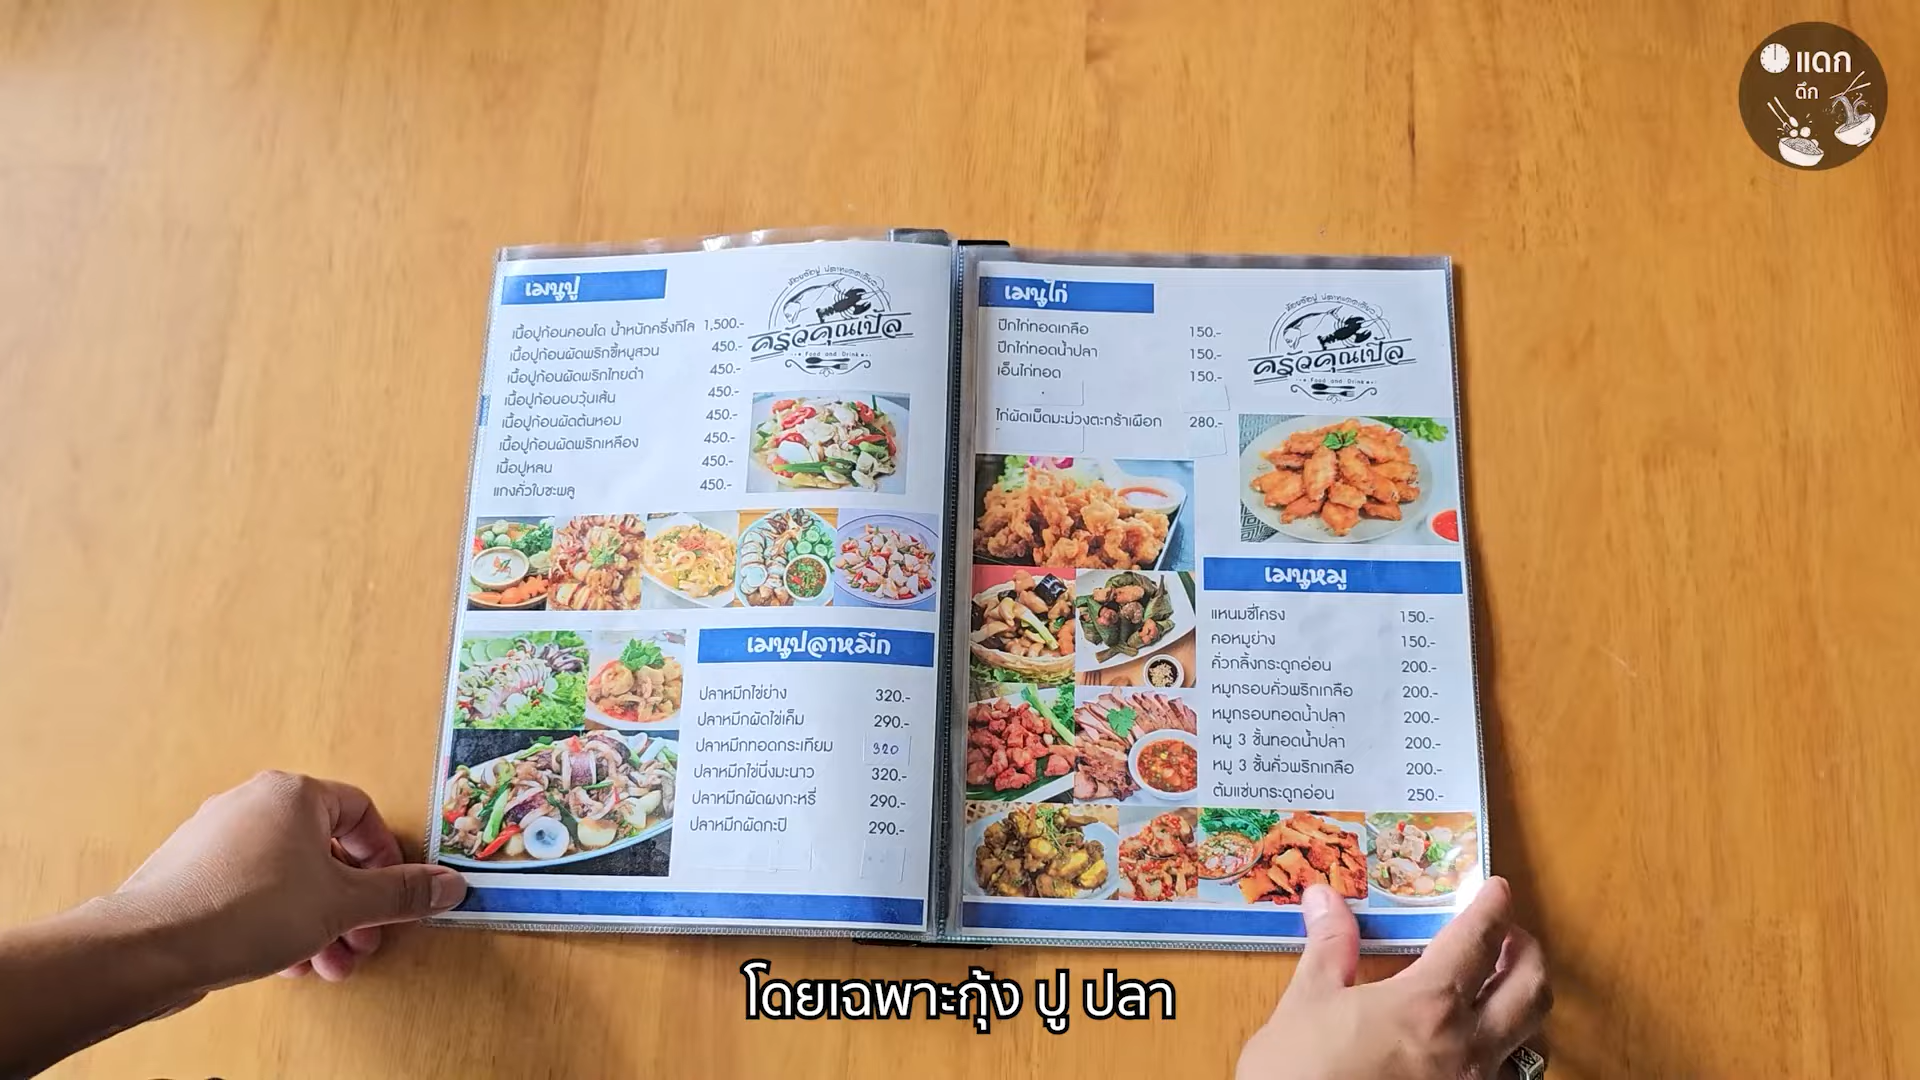 แดก
ดึก
เมนูปู
ครัวคุณเปิ้ล
Food and Drink
เนื้อปูก้อนคอนโด น้ำหนักครึ่งกิโล 1,500.-
เนื้อปูก้อนผัดพริกขี้หนูสวน 450.-
เนื้อปูก้อนผัดพริกไทยดำ 450.-
เนื้อปูก้อนอบวุ้นเส้น 450.-
เนื้อปูก้อนผัดต้นหอม 450.-
เนื้อปูก้อนผัดพริกเหลือง 450.-
เนื้อปูหลน 450.-
แกงคั่วใบชะพลู 450.-
เมนูปลาหมึก
ปลาหมึกไข่ย่าง 320.-
ปลาหมึกผัดไข่เค็ม 290.-
ปลาหมึกทอดกระเทียม 320
ปลาหมึกไข่นึ่งมะนาว 320.-
ปลาหมึกผัดผงกะหรี่ 290.-
ปลาหมึกผัดกะปิ 290.-
เมนูไก่
ครัวคุณเปิ้ล
Food and Drink
ปีกไก่ทอดเกลือ 150.-
ปีกไก่ทอดน้ำปลา 150.-
เอ็นไก่ทอด 150.-
ไก่ผัดเม็ดมะม่วงตะกร้าเผือก 280.-
เมนูหมู
แหนมซี่โครง 150.-
คอหมูย่าง 150.-
คั่วกลิ้งกระดูกอ่อน 200.-
หมูกรอบคั่วพริกเกลือ 200.-
หมูกรอบทอดน้ำปลา 200.-
หมู 3 ชั้นทอดน้ำปลา 200.-
หมู 3 ชั้นคั่วพริกเกลือ 200.-
ต้มแซ่บกระดูกอ่อน 250.-
โดยเฉพาะกุ้ง ปู ปลา